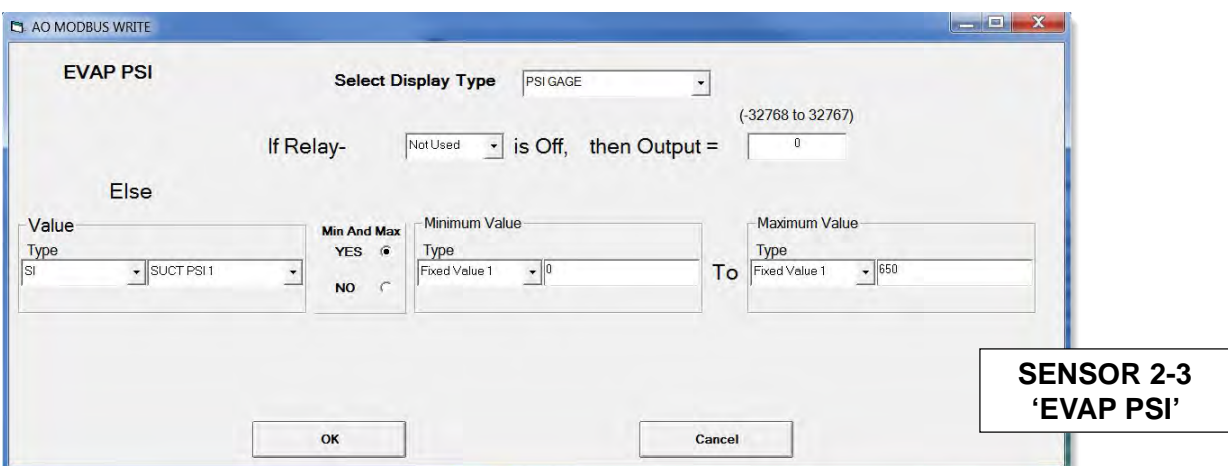 AO MODBUS WRITE
EVAP PSI
Select Display Type PSI GAGE
(-32768 to 32767)
If Relay- Not Used is Off, then Output = 0
Else
Value
Type
SI SUCT PSI 1
Min And Max
YES
NO
Minimum Value
Type
Fixed Value 1 0
To
Maximum Value
Type
Fixed Value 1 650
OK Cancel
SENSOR 2-3
‘EVAP PSI’